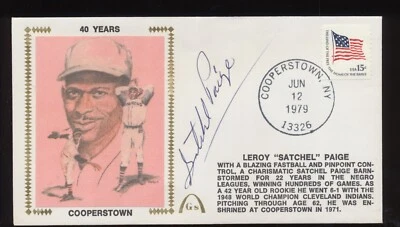 40 YEARS
Satchel Paige
COOPERSTOWN
USA 15c
COOPERSTOWN, NY
JUN
12
1979
13326
LEROY "SATCHEL" PAIGE
WITH A BLAZING FASTBALL AND PINPOINT CON-
TROL, A CHARISMATIC SATCHEL PAIGE BARN-
STORMED FOR 22 YEARS IN THE NEGRO
LEAGUES, WINNING HUNDREDS OF GAMES. AS
A 42 YEAR OLD ROOKIE HE WENT 6-1 WITH THE
1948 WORLD CHAMPION CLEVELAND INDIANS.
PITCHING THROUGH AGE 62, HE WAS EN-
SHRINED AT COOPERSTOWN IN 1971.